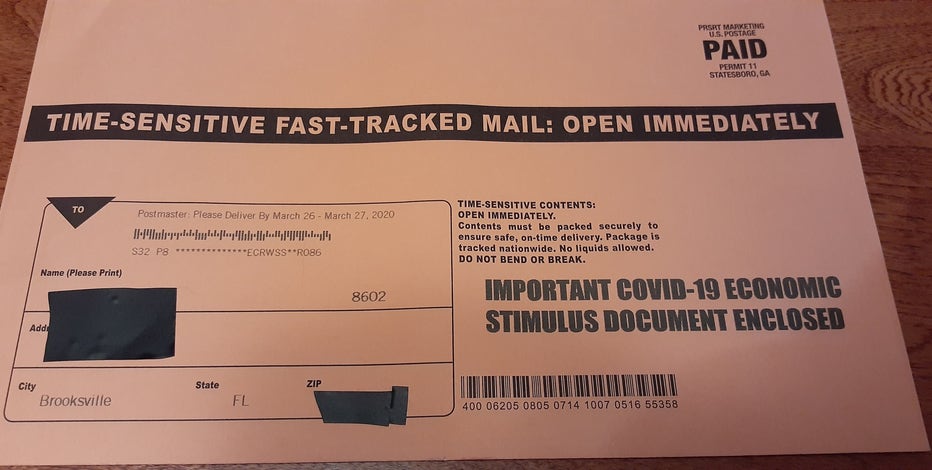 PRSRT MARKETING
U.S. POSTAGE
PAID
PERMIT 11
STATESBORO, GA
TIME-SENSITIVE FAST-TRACKED MAIL: OPEN IMMEDIATELY
TO
Postmaster: Please Deliver By March 26 - March 27, 2020
S32 P8 **************ECRWSS**R086
Name (Please Print)
8602
City
State
ZIP
Brooksville
FL
TIME-SENSITIVE CONTENTS:
OPEN IMMEDIATELY.
Contents must be packed securely to
ensure safe, on-time delivery. Package is
tracked nationwide. No liquids allowed.
DO NOT BEND OR BREAK.
IMPORTANT COVID-19 ECONOMIC
STIMULUS DOCUMENT ENCLOSED
400 06205 0805 0714 1007 0516 55358